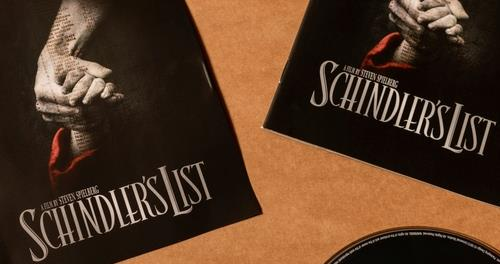 A FILM BY STEVEN SPIELBERG
SCHINDLER'S LIST
A FILM BY STEVEN SPIELBERG
SCHINDLER'S LIST